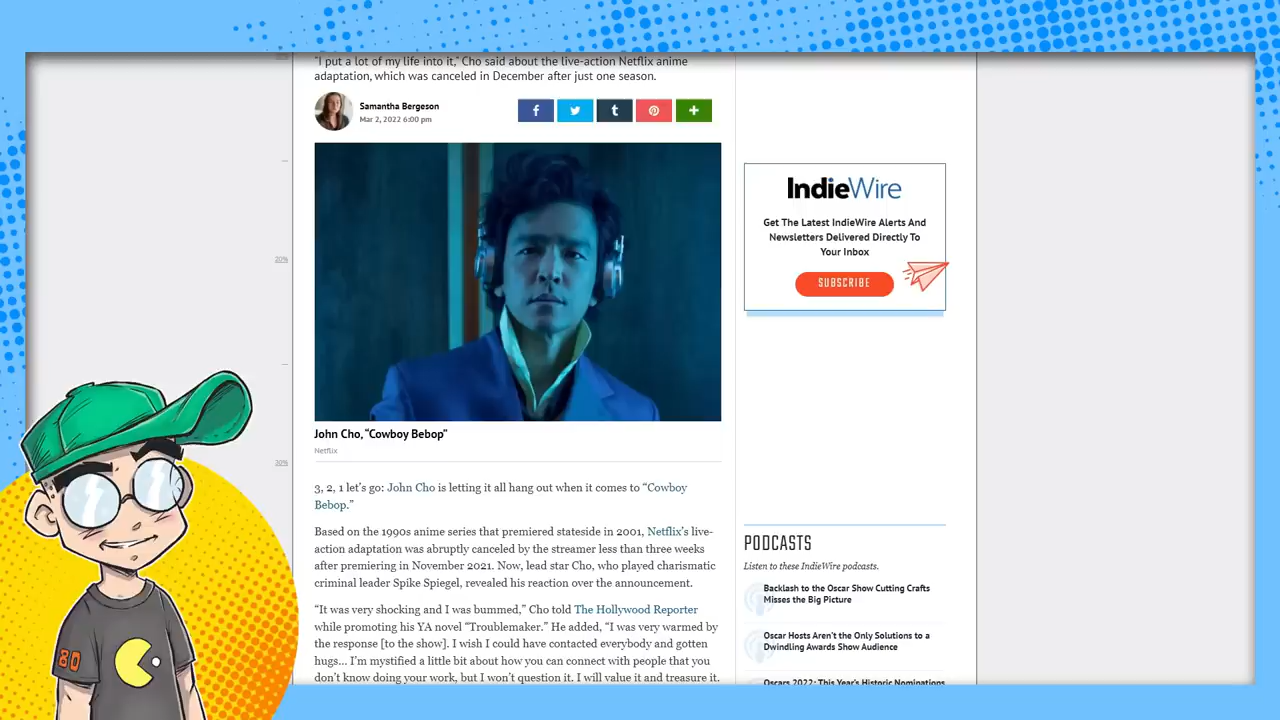 "I put a lot of my life into it," Cho said about the live-action Netflix anime
adaptation, which was canceled in December after just one season.
Samantha Bergeson
Mar 2, 2022 6:00 pm
John Cho, "Cowboy Bebop"
Netflix
3, 2, 1 let's go: John Cho is letting it all hang out when it comes to "Cowboy
Bebop."
Based on the 1990s anime series that premiered stateside in 2001, Netflix's live-
action adaptation was abruptly canceled by the streamer less than three weeks
after premiering in November 2021. Now, lead star Cho, who played charismatic
criminal leader Spike Spiegel, revealed his reaction over the announcement.
"It was very shocking and I was bummed," Cho told The Hollywood Reporter
while promoting his YA novel "Troublemaker." He added, "I was very warmed by
the response [to the show]. I wish I could have contacted everybody and gotten
hugs... I'm mystified a little bit about how you can connect with people that you
don't know doing your work, but I won't question it. I will value it and treasure it.
IndieWire
Get The Latest IndieWire Alerts And
Newsletters Delivered Directly To
Your Inbox
SUBSCRIBE
PODCASTS
Listen to these IndieWire podcasts.
Backlash to the Oscar Show Cutting Crafts
Misses the Big Picture
Oscar Hosts Aren't the Only Solutions to a
Dwindling Awards Show Audience
Oscars 2022: This Year's Historic Nominations
20%
30%
80